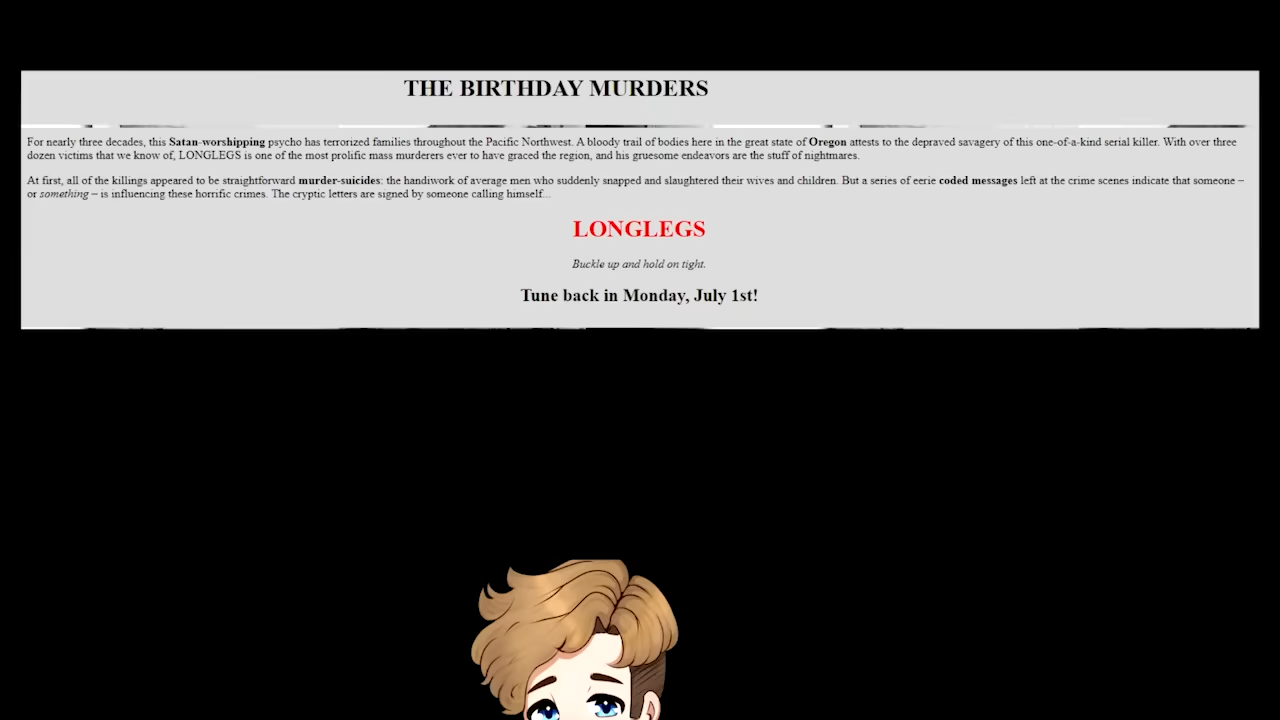 THE BIRTHDAY MURDERS
For nearly three decades, this Satan-worshipping psycho has terrorized families throughout the Pacific Northwest. A bloody trail of bodies here in the great state of Oregon attests to the depraved savagery of this one-of-a-kind serial killer. With over three
dozen victims that we know of, LONGLEGS is one of the most prolific mass murderers ever to have graced the region, and his gruesome endeavors are the stuff of nightmares.
At first, all of the killings appeared to be straightforward murder-suicides: the handiwork of average men who suddenly snapped and slaughtered their wives and children. But a series of eerie coded messages left at the crime scenes indicate that someone –
or something – is influencing these horrific crimes. The cryptic letters are signed by someone calling himself...
LONGLEGS
Buckle up and hold on tight.
Tune back in Monday, July 1st!